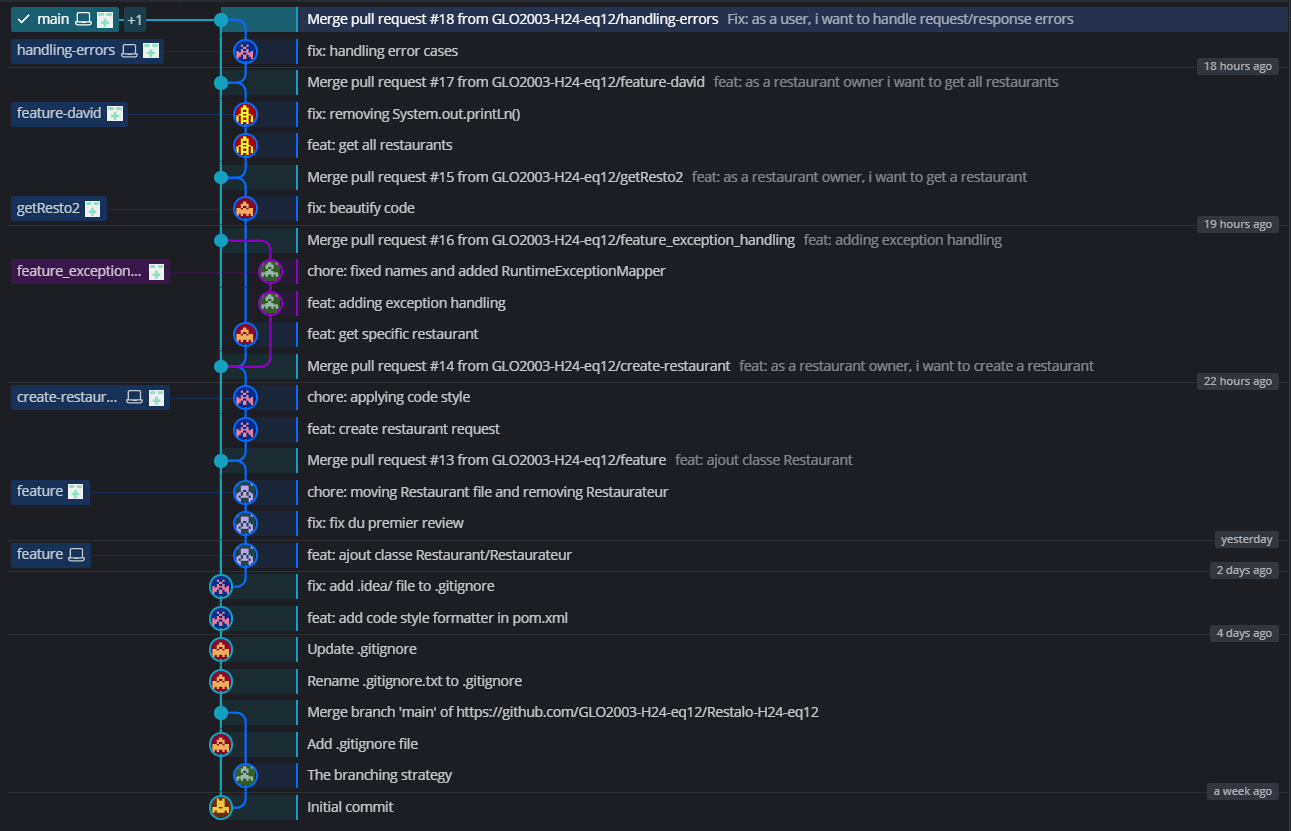 main +1 Merge pull request #18 from GLO2003-H24-eq12/handling-errors Fix: as a user, i want to handle request/response errors
handling-errors fix: handling error cases
18 hours ago
Merge pull request #17 from GLO2003-H24-eq12/feature-david feat: as a restaurant owner i want to get all restaurants
feature-david fix: removing System.out.printLn()
feat: get all restaurants
Merge pull request #15 from GLO2003-H24-eq12/getResto2 feat: as a restaurant owner, i want to get a restaurant
getResto2 fix: beautify code
19 hours ago
Merge pull request #16 from GLO2003-H24-eq12/feature_exception_handling feat: adding exception handling
feature_exception... chore: fixed names and added RuntimeExceptionMapper
feat: adding exception handling
feat: get specific restaurant
Merge pull request #14 from GLO2003-H24-eq12/create-restaurant feat: as a restaurant owner, i want to create a restaurant
22 hours ago
create-restaur... chore: applying code style
feat: create restaurant request
Merge pull request #13 from GLO2003-H24-eq12/feature feat: ajout classe Restaurant
feature chore: moving Restaurant file and removing Restaurateur
fix: fix du premier review
yesterday
feature feat: ajout classe Restaurant/Restaurateur
2 days ago
fix: add .idea/ file to .gitignore
feat: add code style formatter in pom.xml
4 days ago
Update .gitignore
Rename .gitignore.txt to .gitignore
Merge branch 'main' of https://github.com/GLO2003-H24-eq12/Restalo-H24-eq12
Add .gitignore file
The branching strategy
a week ago
Initial commit